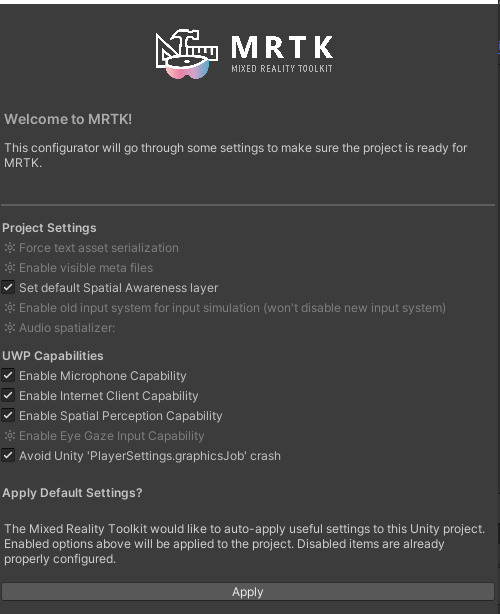 MRTK
MIXED REALITY TOOLKIT
Welcome to MRTK!
This configurator will go through some settings to make sure the project is ready for
MRTK.
Project Settings
Force text asset serialization
Enable visible meta files
Set default Spatial Awareness layer
Enable old input system for input simulation (won't disable new input system)
Audio spatializer:
UWP Capabilities
Enable Microphone Capability
Enable Internet Client Capability
Enable Spatial Perception Capability
Enable Eye Gaze Input Capability
Avoid Unity 'PlayerSettings.graphicsJob' crash
Apply Default Settings?
The Mixed Reality Toolkit would like to auto-apply useful settings to this Unity project.
Enabled options above will be applied to the project. Disabled items are already
properly configured.
Apply